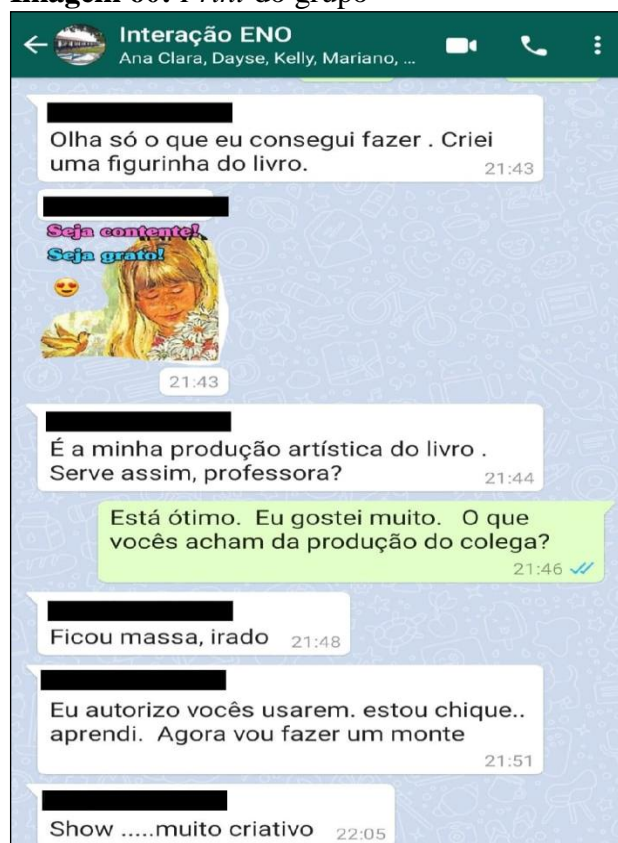 Imagem 60: Print do grupo
Interação ENO
Ana Clara, Dayse, Kelly, Mariano, ...
Olha só o que eu consegui fazer . Criei
uma figurinha do livro.
21:43
Seja contente!
Seja grato!
21:43
É a minha produção artística do livro .
Serve assim, professora?
21:44
Está ótimo. Eu gostei muito. O que
vocês acham da produção do colega?
21:46
Ficou massa, irado 21:48
Eu autorizo vocês usarem. estou chique..
aprendi. Agora vou fazer um monte
21:51
Show .....muito criativo 22:05